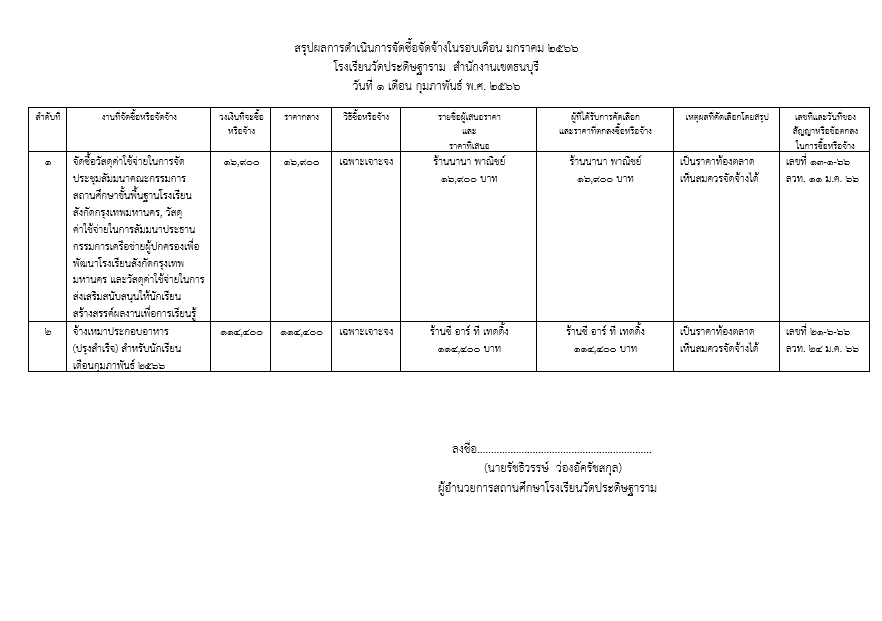 สรุปผลการดำเนินการจัดซื้อจัดจ้างในรอบเดือน มกราคม ๒๕๖๖
โรงเรียนวัดประดิษฐาราม สำนักงานเขตธนบุรี
วันที่ ๑ เดือน กุมภาพันธ์ พ.ศ. ๒๕๖๖
ลำดับที่
งานที่จัดซื้อหรือจัดจ้าง
วงเงินที่จะซื้อ
หรือจ้าง
ราคากลาง
วิธีซื้อหรือจ้าง
รายชื่อผู้เสนอราคา
และ
ราคาที่เสนอ
ผู้ที่ได้รับการคัดเลือก
และราคาที่ตกลงซื้อหรือจ้าง
เหตุผลที่คัดเลือกโดยสรุป
เลขที่และวันที่ของ
สัญญาหรือข้อตกลง
ในการซื้อหรือจ้าง
๑
จัดซื้อวัสดุค่าใช้จ่ายในการจัด
ประชุมสัมมนาคณะกรรมการ
สถานศึกษาขั้นพื้นฐานโรงเรียน
สังกัดกรุงเทพมหานคร, วัสดุ
ค่าใช้จ่ายในการสัมมนาประธาน
กรรมการเครือข่ายผู้ปกครองเพื่อ
พัฒนาโรงเรียนสังกัดกรุงเทพ
มหานคร และวัสดุค่าใช้จ่ายในการ
ส่งเสริมสนับสนุนให้นักเรียน
สร้างสรรค์ผลงานเพื่อการเรียนรู้
๑๖,๙๐๐
๑๖,๙๐๐
เฉพาะเจาะจง
ร้านนานา พาณิชย์
๑๖,๙๐๐ บาท
ร้านนานา พาณิชย์
๑๖,๙๐๐ บาท
เป็นราคาท้องตลาด
เห็นสมควรจัดจ้างได้
เลขที่ ๑๓-๑-๖๖
ลวท. ๑๑ ม.ค. ๖๖
๒
จ้างเหมาประกอบอาหาร
(ปรุงสำเร็จ) สำหรับนักเรียน
เดือนกุมภาพันธ์ ๒๕๖๖
๑๑๔,๔๐๐
๑๑๔,๔๐๐
เฉพาะเจาะจง
ร้านซี อาร์ ที เทดดิ้ง
๑๑๔,๔๐๐ บาท
ร้านซี อาร์ ที เทดดิ้ง
๑๑๔,๔๐๐ บาท
เป็นราคาท้องตลาด
เห็นสมควรจัดจ้างได้
เลขที่ ๒๑-๖-๖๖
ลวท. ๒๔ ม.ค. ๖๖
ลงชื่อ...............................................................
(นายรัชธิวรรษ์ ว่องอัครัชสกุล)
ผู้อำนวยการสถานศึกษาโรงเรียนวัดประดิษฐาราม